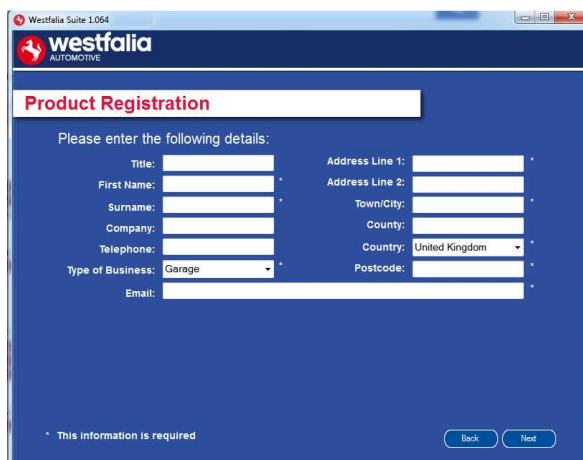 Westfalia Suite 1.064
westfalia
AUTOMOTIVE
Product Registration
Please enter the following details:
Title:
First Name: *
Surname: *
Company:
Telephone:
Type of Business: Garage *
Address Line 1: *
Address Line 2:
Town/City: *
County:
Country: United Kingdom *
Postcode: *
Email: *
* This information is required
Back Next